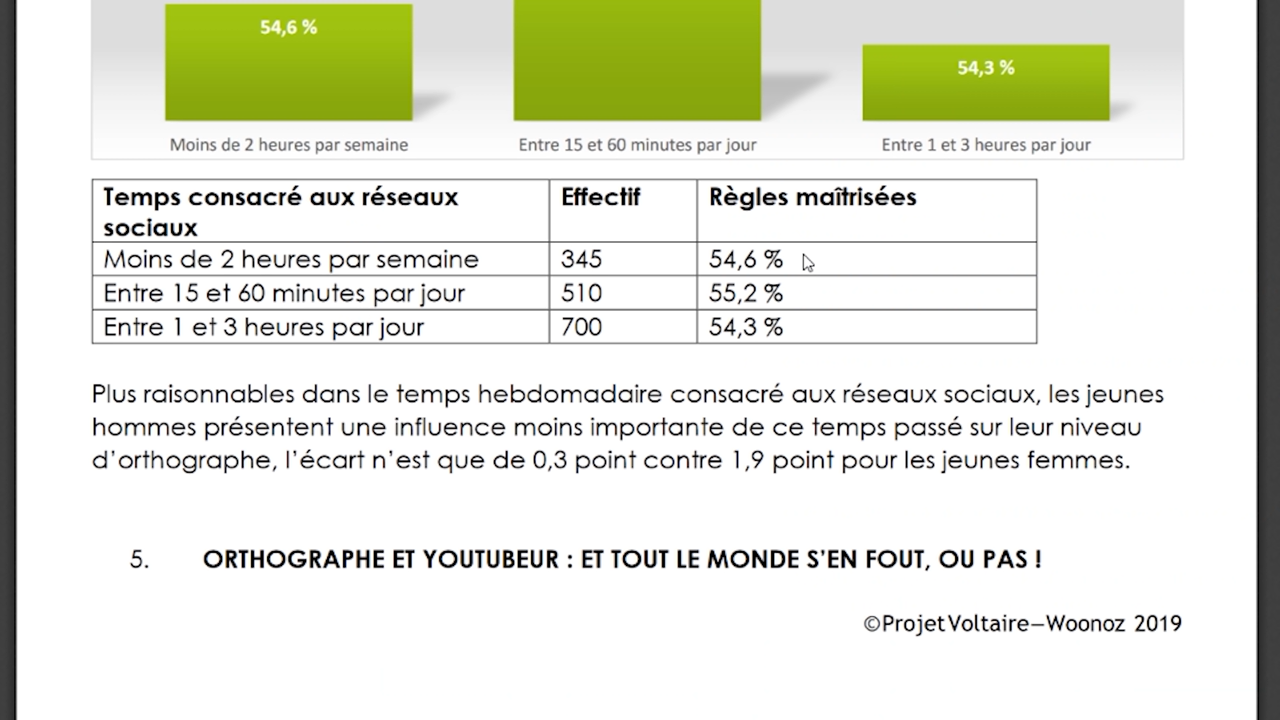 54,6 %
54,3 %
Moins de 2 heures par semaine
Entre 15 et 60 minutes par jour
Entre 1 et 3 heures par jour
Temps consacré aux réseaux sociaux
Effectif
Règles maîtrisées
Moins de 2 heures par semaine 345 54,6 %
Entre 15 et 60 minutes par jour 510 55,2 %
Entre 1 et 3 heures par jour 700 54,3 %
Plus raisonnables dans le temps hebdomadaire consacré aux réseaux sociaux, les jeunes
hommes présentent une influence moins importante de ce temps passé sur leur niveau
d’orthographe, l’écart n’est que de 0,3 point contre 1,9 point pour les jeunes femmes.
5. ORTHOGRAPHE ET YOUTUBEUR : ET TOUT LE MONDE S’EN FOUT, OU PAS !
©ProjetVoltaire–Woonoz 2019